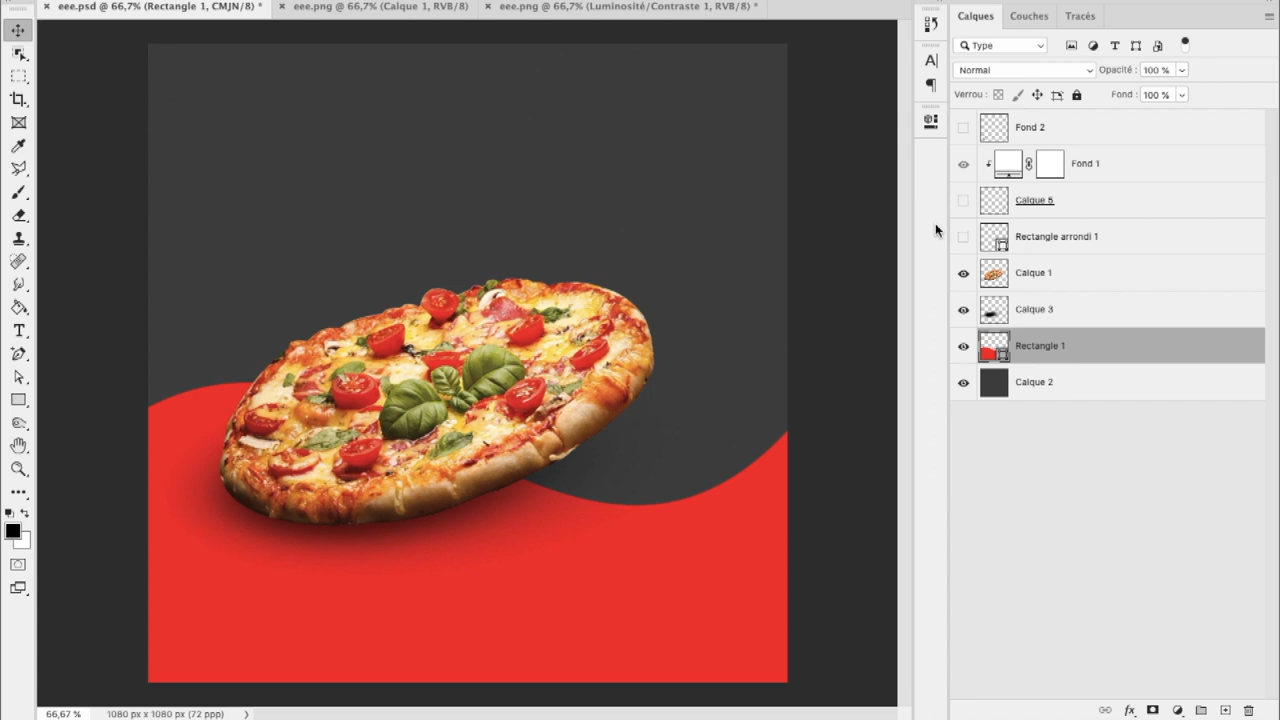 eee.psd @ 66,7% (Rectangle 1, CMJN/8) *
eee.png @ 66,7% (Calque 1, RVB/8)
eee.png @ 66,7% (Luminosité/Contraste 1, RVB/8) *
Calques
Couches
Tracés
Type
Normal
Opacité : 100 %
Verrou :
Fond : 100 %
Fond 2
Fond 1
Calque 5
Rectangle arrondi 1
Calque 1
Calque 3
Rectangle 1
Calque 2
66,67 %
1080 px x 1080 px (72 ppp)